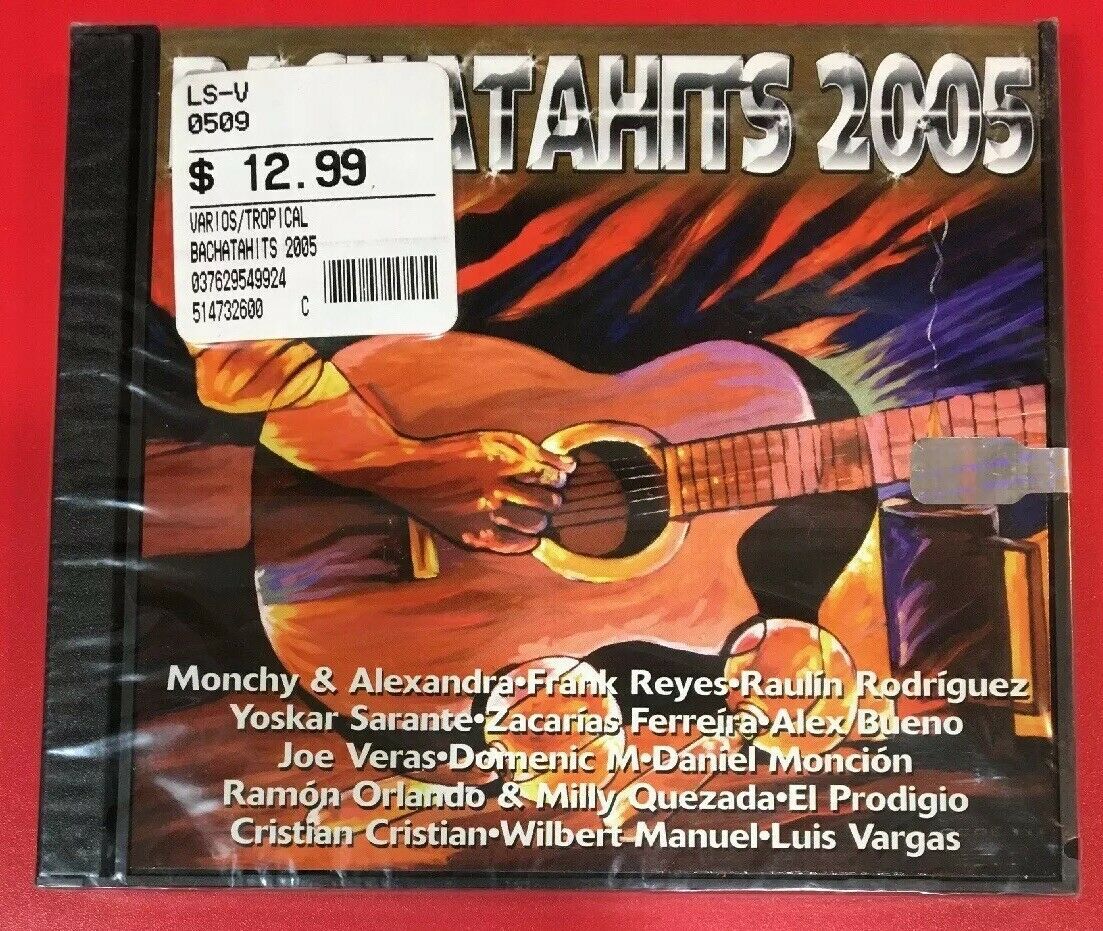 BACHATAHITS 2005
LS-V
0509
$ 12.99
VARIOS/TROPICAL
BACHATAHITS 2005
037629549924
514732600 C
Monchy & Alexandra•Frank Reyes•Raulín Rodríguez
Yoskar Sarante•Zacarías Ferreíra•Alex Bueno
Joe Veras•Domenic M•Daniel Monción
Ramón Orlando & Milly Quezada•El Prodigio
Cristian Cristian•Wilbert Manuel•Luis Vargas